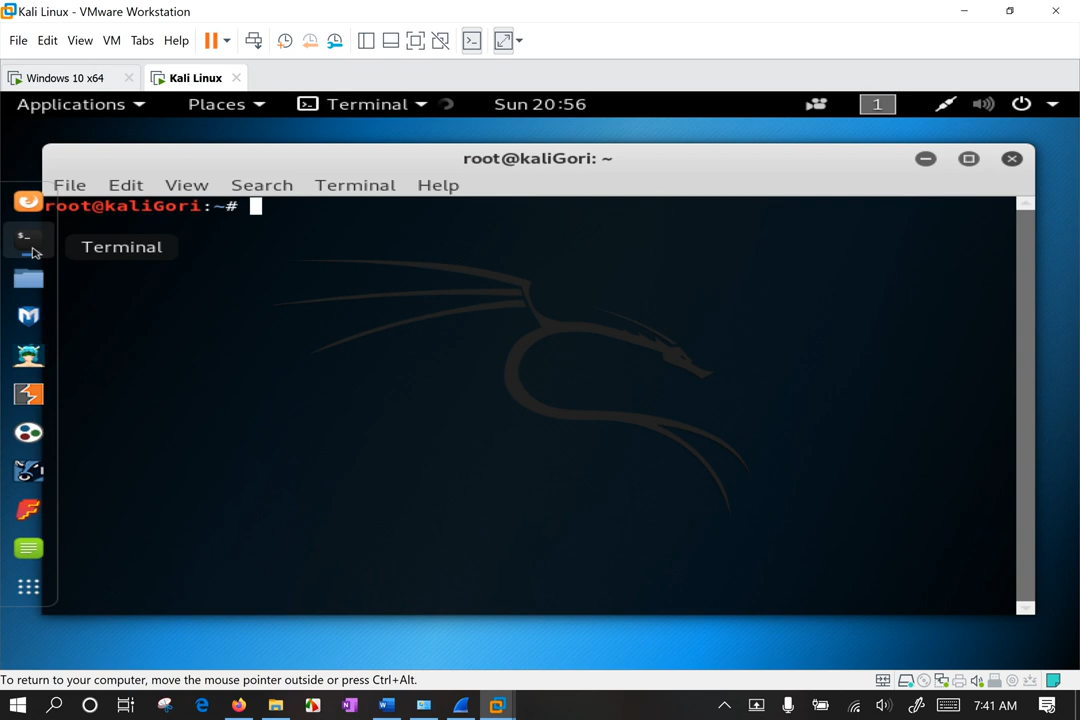 Kali Linux - VMware Workstation
File Edit View VM Tabs Help
Windows 10 x64 Kali Linux
Applications Places Terminal Sun 20:56 1
root@kaliGori: ~
File Edit View Search Terminal Help
root@kaliGori:~#
$_
Terminal
To return to your computer, move the mouse pointer outside or press Ctrl+Alt.
7:41 AM